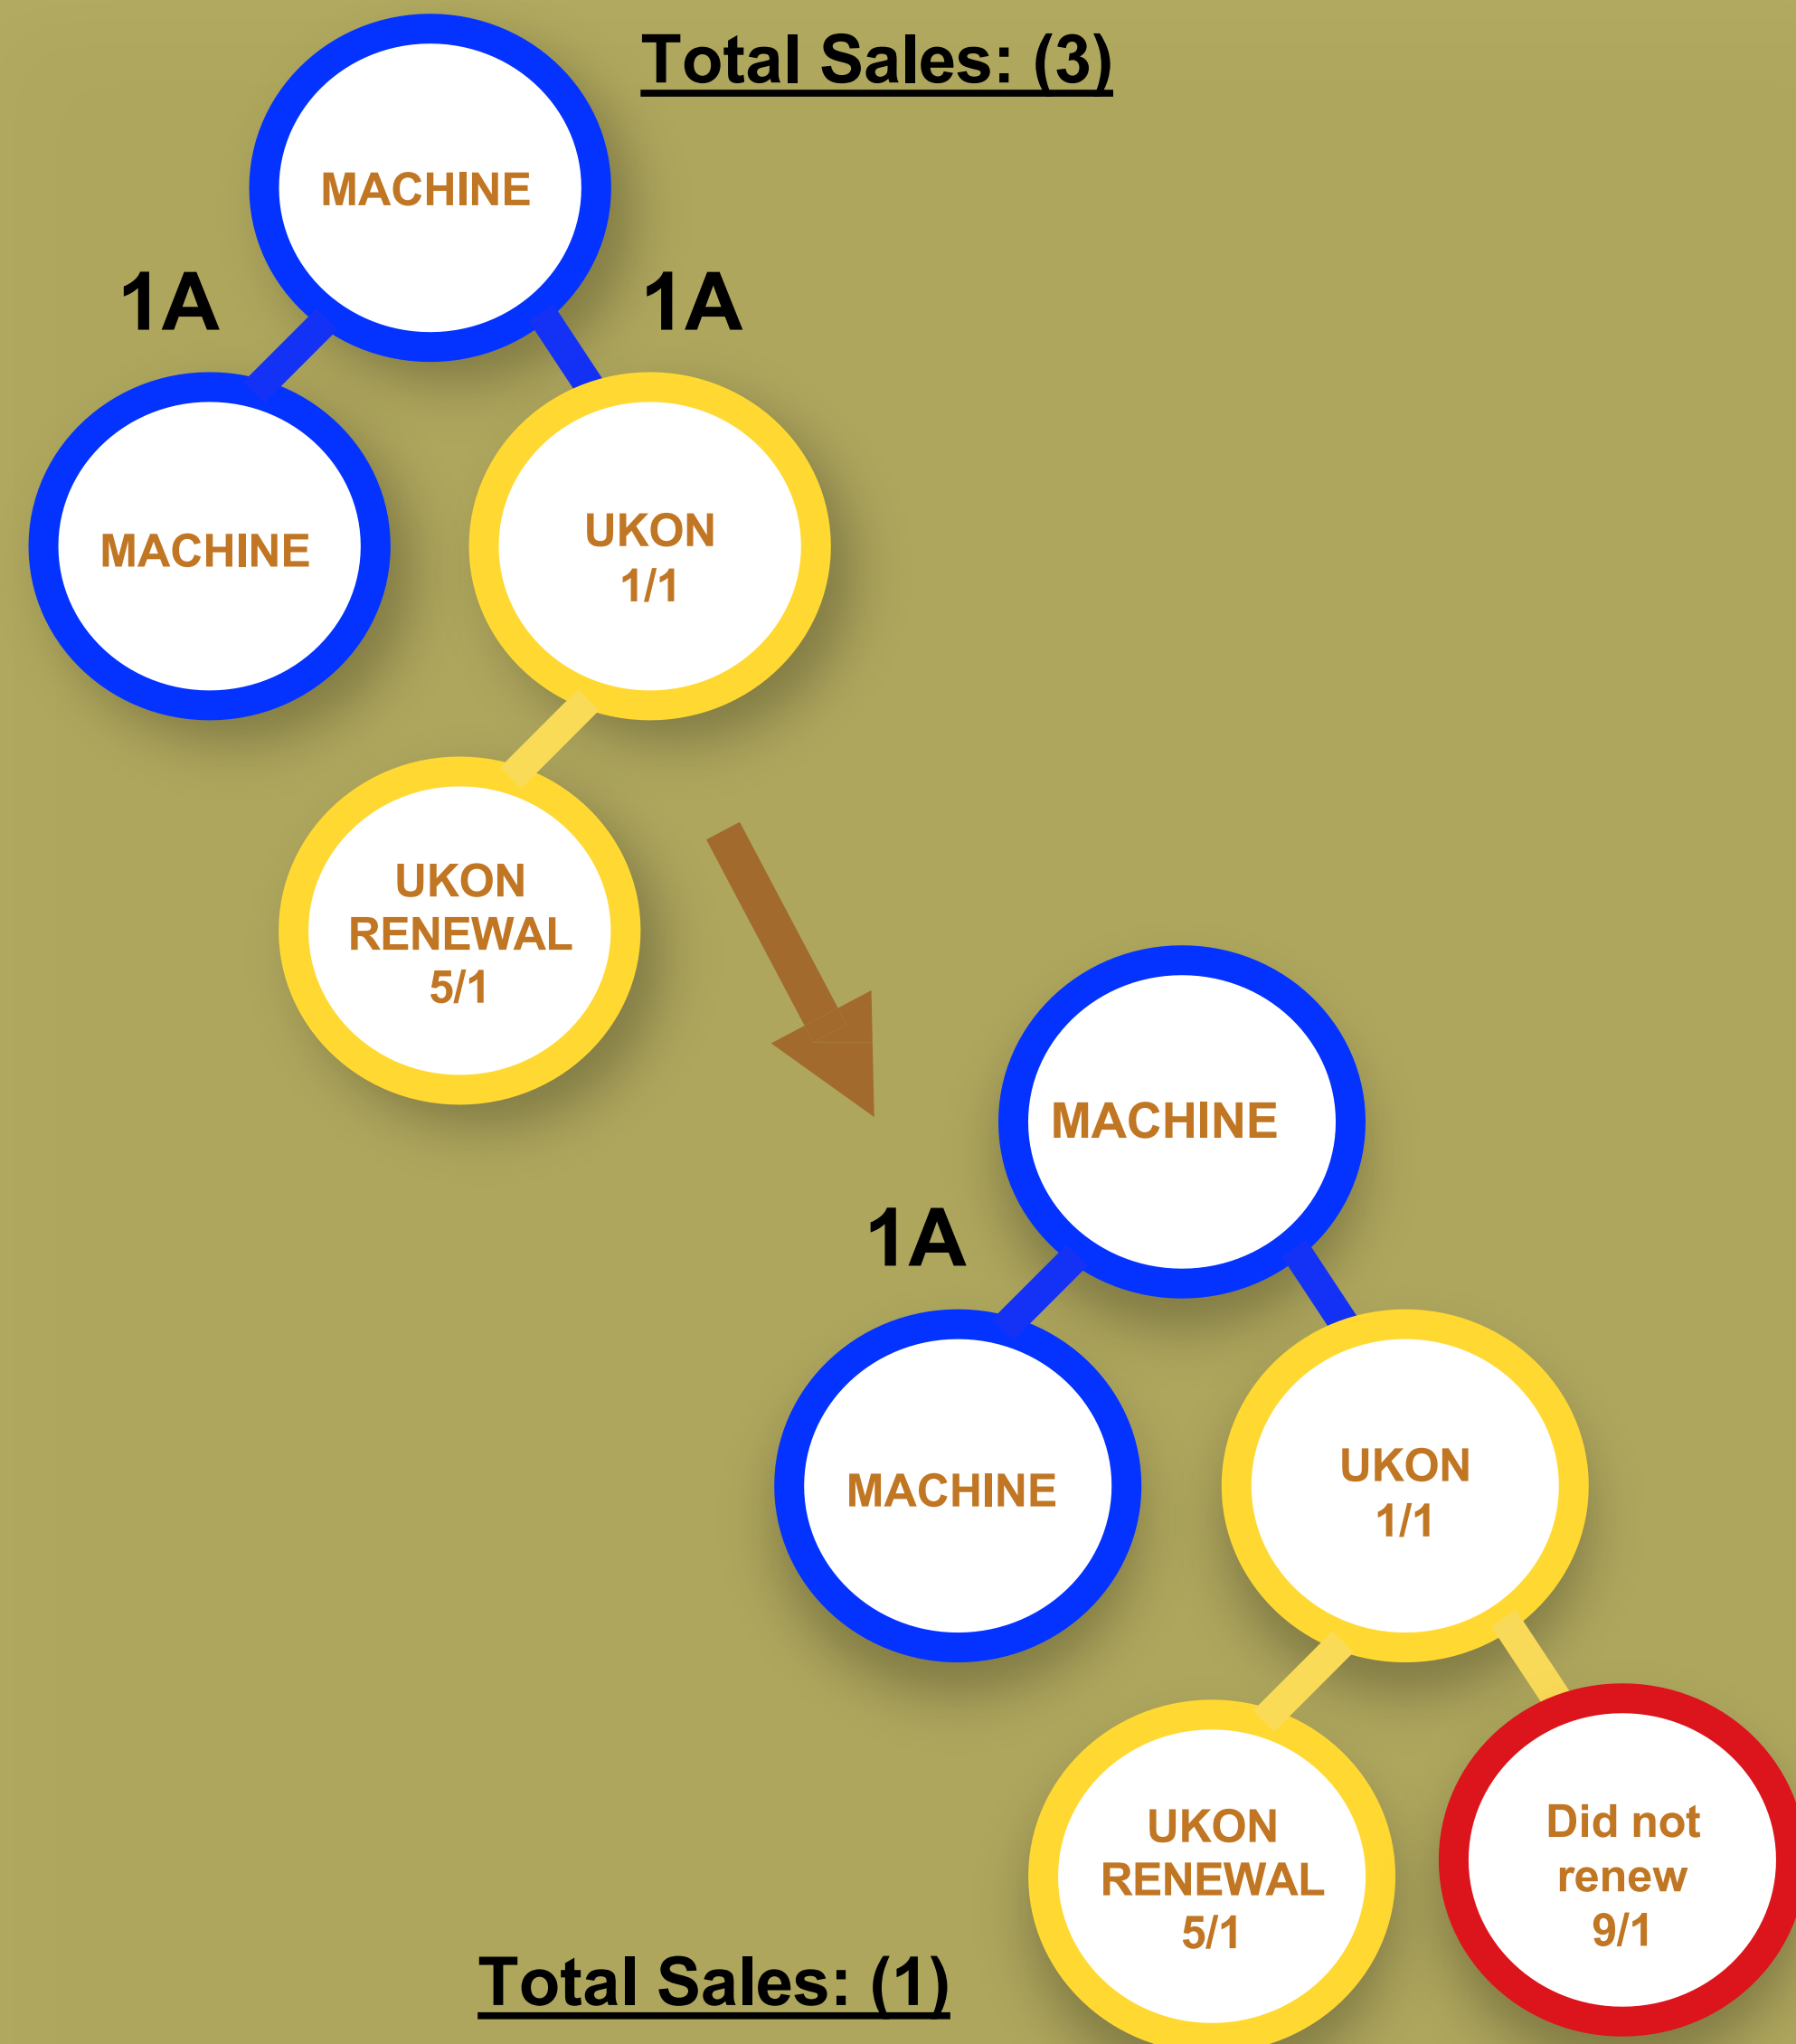 Total Sales: (3)
MACHINE
1A
1A
MACHINE
UKON
1/1
UKON
RENEWAL
5/1
MACHINE
1A
MACHINE
UKON
1/1
UKON
RENEWAL
5/1
Did not
renew
9/1
Total Sales: (1)